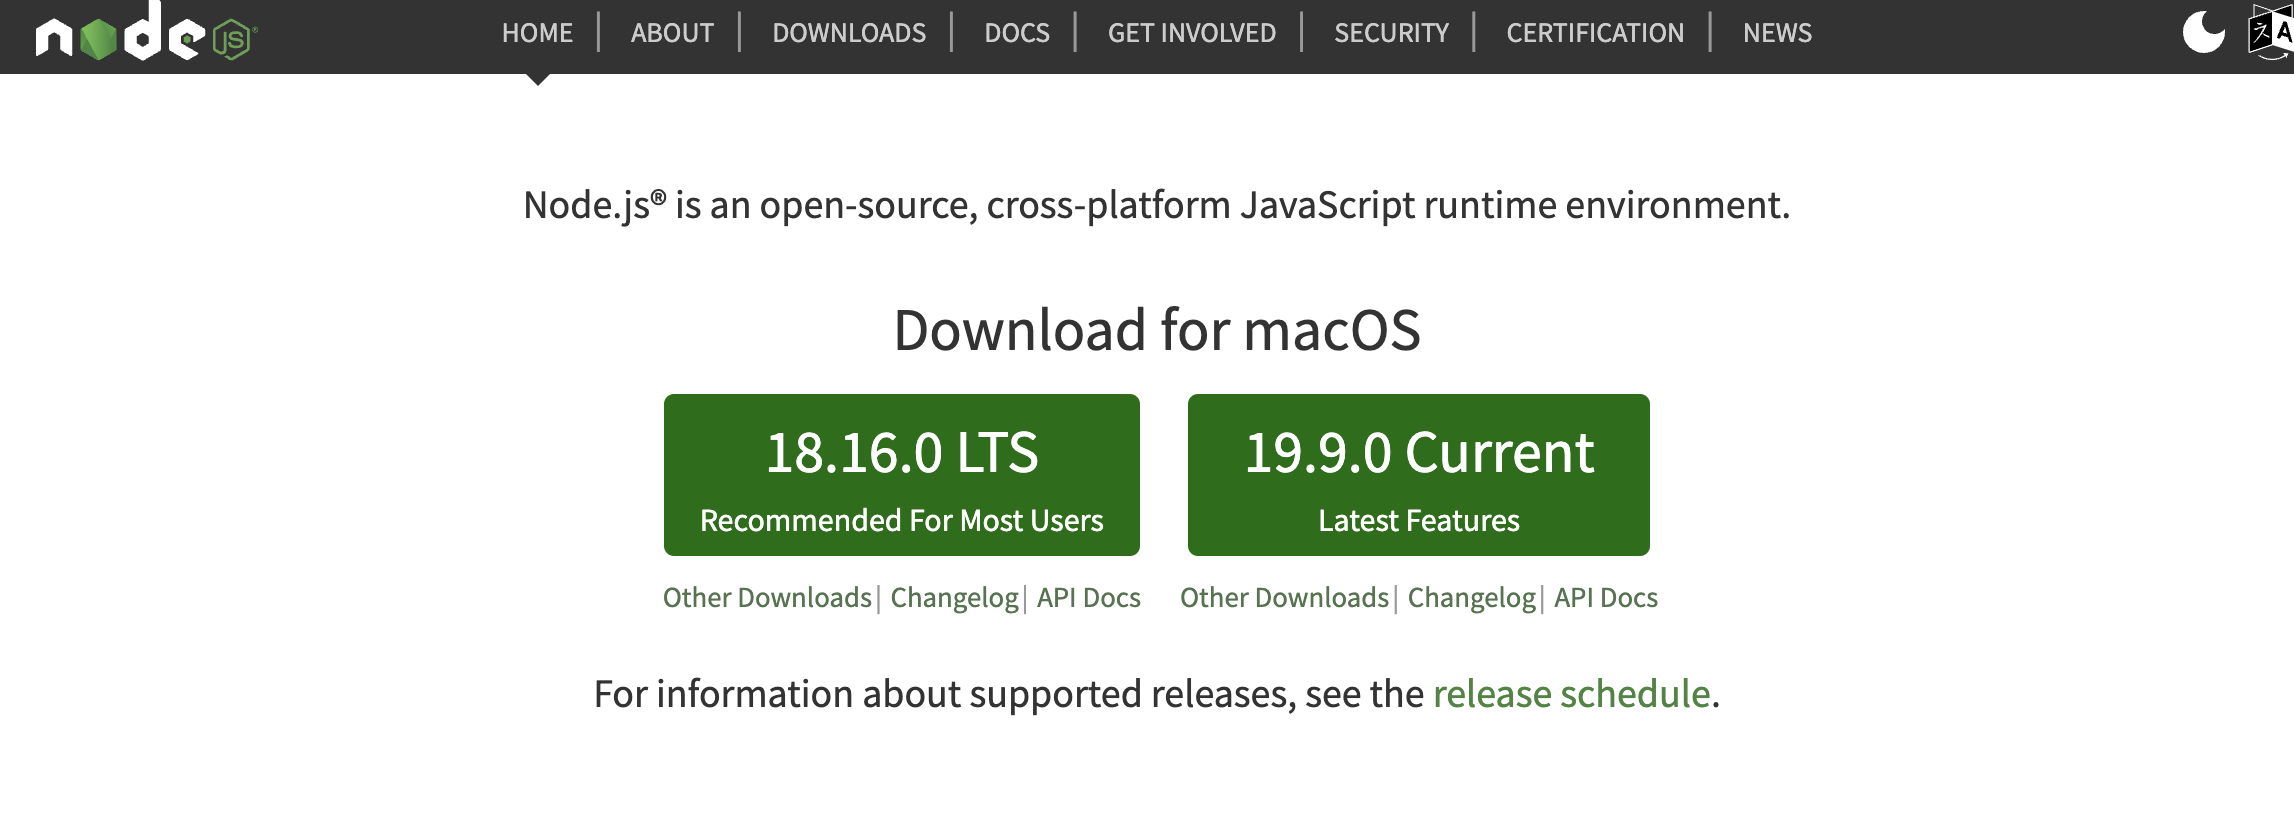 node JS®
HOME | ABOUT | DOWNLOADS | DOCS | GET INVOLVED | SECURITY | CERTIFICATION | NEWS
Node.js® is an open-source, cross-platform JavaScript runtime environment.
Download for macOS
18.16.0 LTS
Recommended For Most Users
19.9.0 Current
Latest Features
Other Downloads | Changelog | API Docs
Other Downloads | Changelog | API Docs
For information about supported releases, see the release schedule.